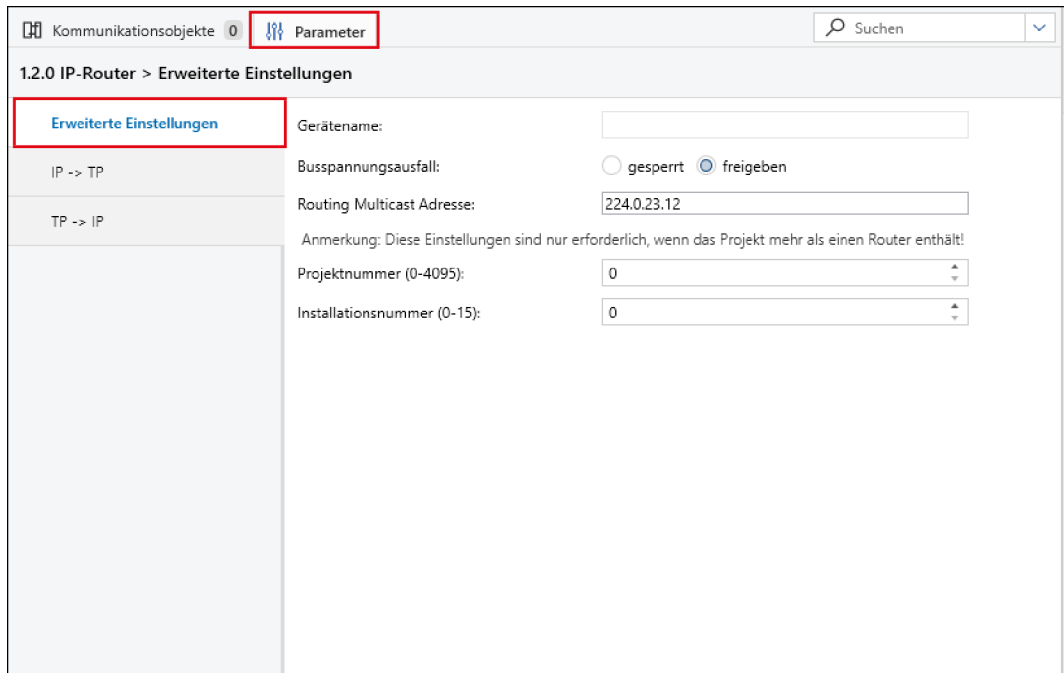 Kommunikationsobjekte 0 Parameter Suchen
1.2.0 IP-Router > Erweiterte Einstellungen
Erweiterte Einstellungen
IP -> TP
TP -> IP
Gerätename:
Busspannungsausfall: gesperrt freigeben
Routing Multicast Adresse: 224.0.23.12
Anmerkung: Diese Einstellungen sind nur erforderlich, wenn das Projekt mehr als einen Router enthält!
Projektnummer (0-4095): 0
Installationsnummer (0-15): 0